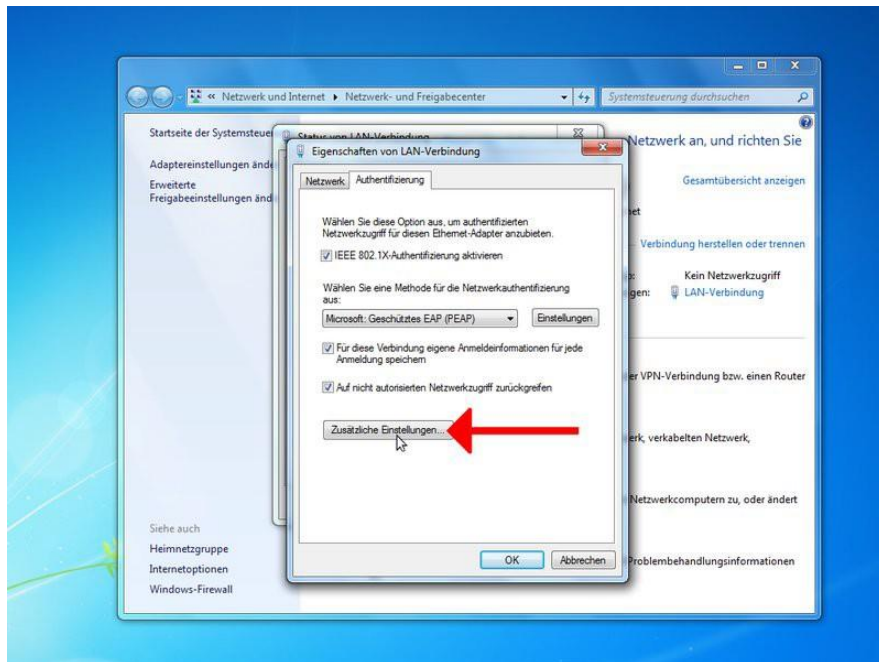 « Netzwerk und Internet Netzwerk- und Freigabecenter
Systemsteuerung durchsuchen
Startseite der Systemsteuer
Adaptereinstellungen ände
Erweiterte
Freigabeeinstellungen änd
Siehe auch
Heimnetzgruppe
Internetoptionen
Windows-Firewall
Status von LAN-Verbindung
Eigenschaften von LAN-Verbindung
Netzwerk Authentifizierung
Wählen Sie diese Option aus, um authentifizierten
Netzwerkzugriff für diesen Ethernet-Adapter anzubieten.
IEEE 802.1X-Authentifizierung aktivieren
Wählen Sie eine Methode für die Netzwerkauthentifizierung
aus:
Microsoft: Geschütztes EAP (PEAP) Einstellungen
Für diese Verbindung eigene Anmeldeinformationen für jede
Anmeldung speichern
Auf nicht autorisierten Netzwerkzugriff zurückgreifen
Zusätzliche Einstellungen...
OK Abbrechen
Netzwerk an, und richten Sie
Gesamtübersicht anzeigen
net
Verbindung herstellen oder trennen
Kein Netzwerkzugriff
gen: LAN-Verbindung
er VPN-Verbindung bzw. einen Router
erk, verkabelten Netzwerk,
Netzwerkcomputern zu, oder ändert
Problembehandlungsinformationen